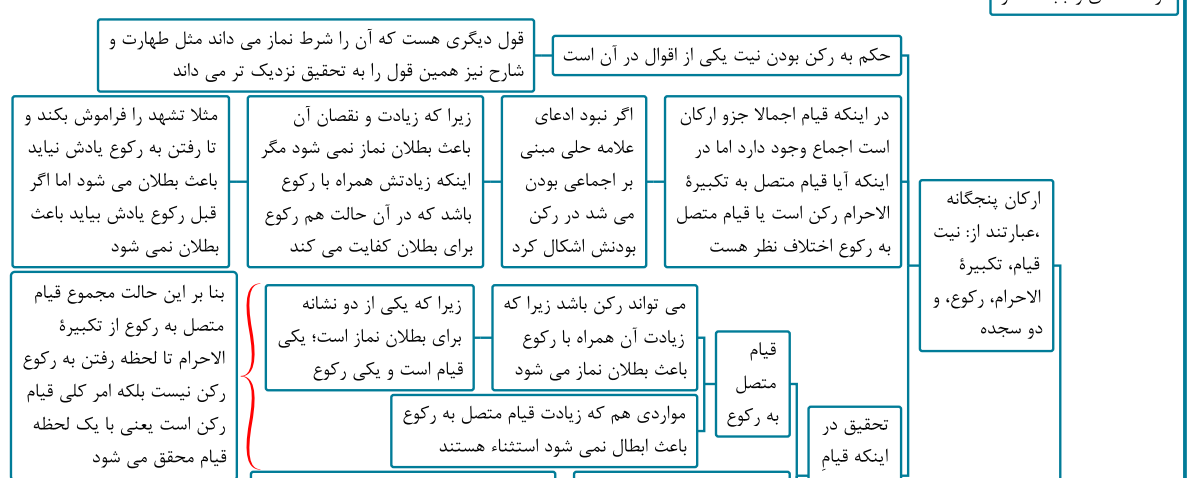 ارکان پنجگانه
،عبارتند از: نیت
قیام، تکبیرۀ
الاحرام، رکوع، و
دو سجده
حکم به رکن بودن نیت یکی از اقوال در آن است
قول دیگری هست که آن را شرط نماز می داند مثل طهارت و
شارح نیز همین قول را به تحقیق نزدیک تر می داند
در اینکه قیام اجمالا جزو ارکان
است اجماع وجود دارد اما در
اینکه آیا قیام متصل به تکبیرۀ
الاحرام رکن است یا قیام متصل
به رکوع اختلاف نظر هست
اگر نبود ادعای
علامه حلی مبنی
بر اجماعی بودن
می شد در رکن
بودنش اشکال کرد
زیرا که زیادت و نقصان آن
باعث بطلان نماز نمی شود مگر
اینکه زیادتش همراه با رکوع
باشد که در آن حالت هم رکوع
برای بطلان کفایت می کند
مثلا تشهد را فراموش بکند و
تا رفتن به رکوع یادش نیاید
باعث بطلان می شود اما اگر
قبل رکوع یادش بیاید باعث
بطلان نمی شود
تحقیق در
اینکه قیامِ
قیام
متصل
به رکوع
می تواند رکن باشد زیرا که
زیادت آن همراه با رکوع
باعث بطلان نماز می شود
زیرا که یکی از دو نشانه
برای بطلان نماز است؛ یکی
قیام است و یکی رکوع
مواردی هم که زیادت قیام متصل به رکوع
باعث ابطال نمی شود استثناء هستند
بنا بر این حالت مجموع قیام
متصل به رکوع از تکبیرۀ
الاحرام تا لحظه رفتن به رکوع
رکن نیست بلکه امر کلی قیام
رکن است یعنی با یک لحظه
قیام محقق می شود